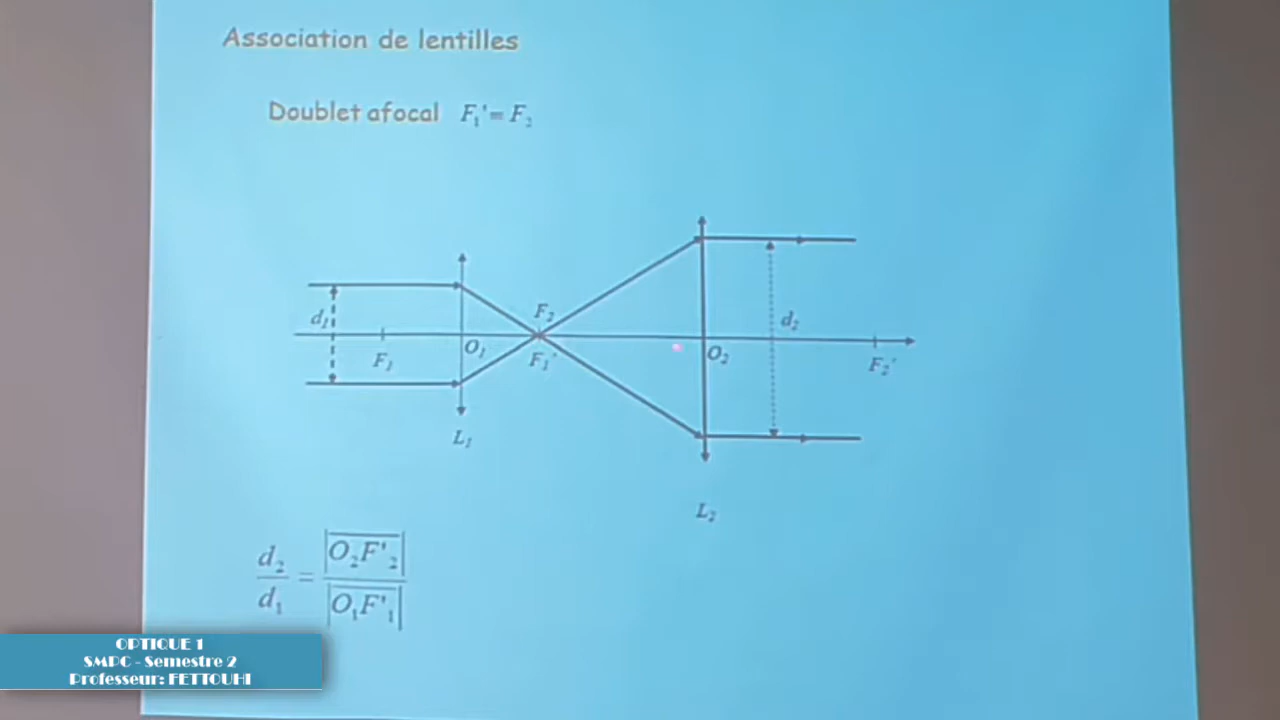 Association de lentilles
Doublet afocal F₁'= F₂
d₁
F₁
O₁
F₂
F₁'
O₂
d₂
F₂'
L₁
L₂
d₂/d₁ = |O₂F'₂|/|O₁F'₁|
OPTIQUE 1
SMPC - Semestre 2
Professeur: FETTOUHI